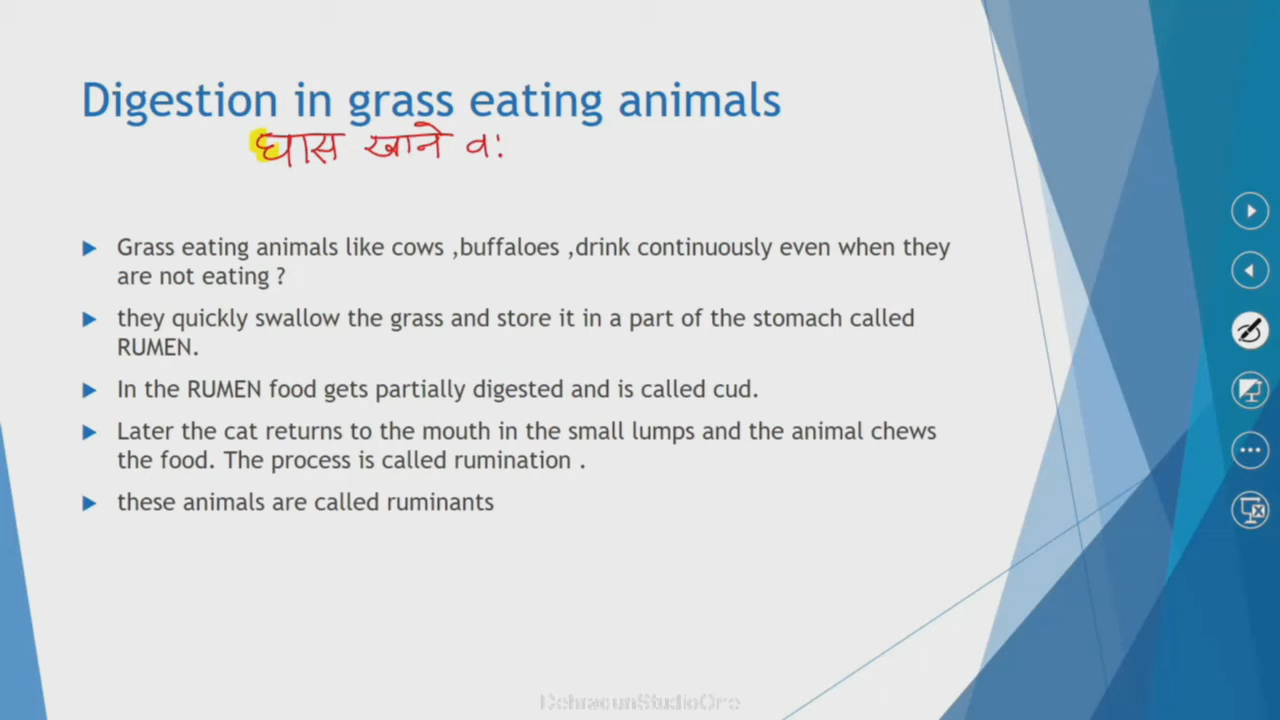 Digestion in grass eating animals
घास खाने व
Grass eating animals like cows ,buffaloes ,drink continuously even when they
are not eating ?
they quickly swallow the grass and store it in a part of the stomach called
RUMEN.
In the RUMEN food gets partially digested and is called cud.
Later the cat returns to the mouth in the small lumps and the animal chews
the food. The process is called rumination .
these animals are called ruminants
DehradunStudioOne